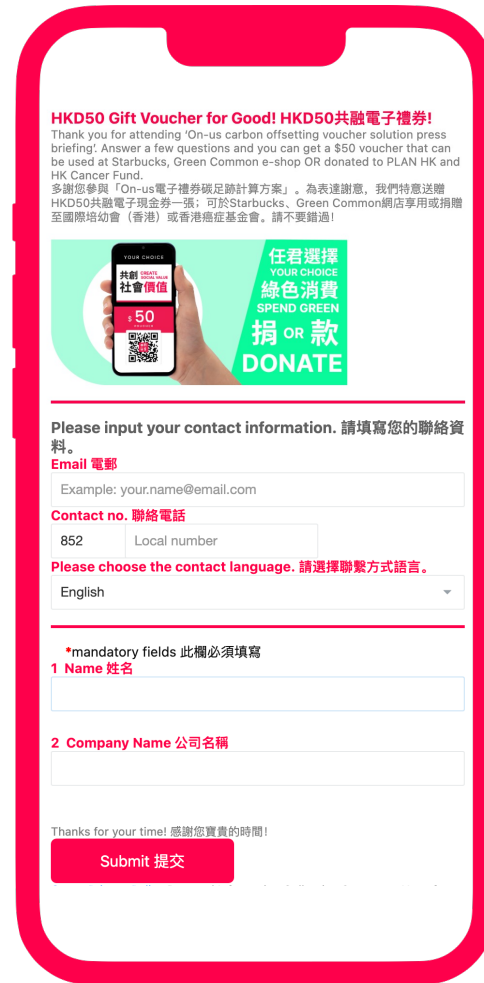 HKD50 Gift Voucher for Good! HKD50共融電子禮券!
Thank you for attending ‘On-us carbon offsetting voucher solution press
briefing’. Answer a few questions and you can get a $50 voucher that can
be used at Starbucks, Green Common e-shop OR donated to PLAN HK and
HK Cancer Fund.
多謝您參與「On-us電子禮券碳足跡計算方案」。為表達謝意，我們特意送贈
HKD50共融電子現金券一張；可於Starbucks、Green Common網店享用或捐贈
至國際培幼會（香港）或香港癌症基金會。請不要錯過!
YOUR CHOICE
共創 CREATE SOCIAL VALUE
社會價值
$50
VOUCHER
任君選擇
YOUR CHOICE
綠色消費
SPEND GREEN
捐 OR 款
DONATE
Please input your contact information. 請填寫您的聯絡資
料。
Email 電郵
Example: your.name@email.com
Contact no. 聯絡電話
852 Local number
Please choose the contact language. 請選擇聯繫方式語言。
English
*mandatory fields 此欄必須填寫
1 Name 姓名
2 Company Name 公司名稱
Thanks for your time! 感謝您寶貴的時間!
Submit 提交